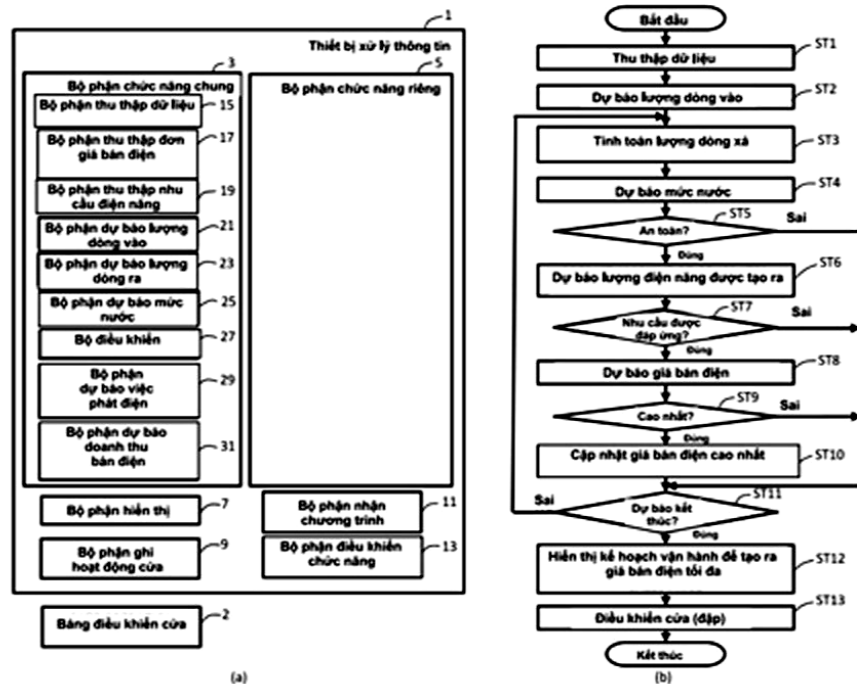 1
Thiết bị xử lý thông tin
3
Bộ phận chức năng chung
Bộ phận thu thập dữ liệu
15
Bộ phận thu thập đơn
giá bán điện
17
Bộ phận thu thập nhu
cầu điện năng
19
Bộ phận dự báo lượng
dòng vào
21
Bộ phận dự báo lượng
dòng ra
23
Bộ phận dự báo mức
nước
25
Bộ điều khiển
27
Bộ phận
dự báo việc
phát điện
29
Bộ phận dự báo
doanh thu
bán điện
31
5
Bộ phận chức năng riêng
Bộ phận hiển thị
7
Bộ phận ghi
hoạt động cửa
9
Bộ phận nhận
chương trình
11
Bộ phận điều khiển
chức năng
13
Bảng điều khiển cửa
2
(a)
Bắt đầu
Thu thập dữ liệu
ST1
Dự báo lượng dòng vào
ST2
Tính toán lượng dòng xả
ST3
Dự báo mức nước
ST4
An toàn?
ST5
Sai
Đúng
Dự báo lượng điện năng được tạo ra
ST6
Nhu cầu được
đáp ứng?
ST7
Sai
Đúng
Dự báo giá bán điện
ST8
Cao nhất?
ST9
Sai
Đúng
Cập nhật giá bán điện cao nhất
ST10
Dự báo kết
thúc?
ST11
Sai
Đúng
Hiển thị kế hoạch vận hành để tạo ra
giá bán điện tối đa
ST12
Điều khiển cửa (đập)
ST13
Kết thúc
(b)